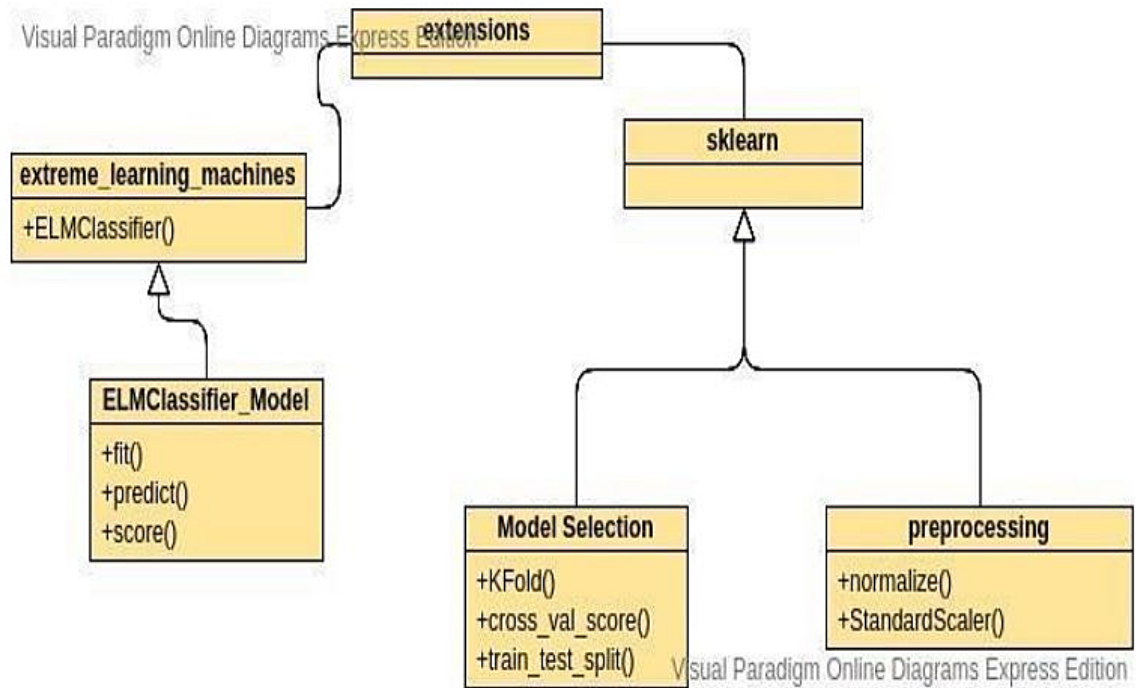 Visual Paradigm Online Diagrams Express Edition
extensions
sklearn
extreme_learning_machines
+ELMClassifier()
ELMClassifier_Model
+fit()
+predict()
+score()
Model Selection
+KFold()
+cross_val_score()
+train_test_split()
preprocessing
+normalize()
+StandardScaler()
Visual Paradigm Online Diagrams Express Edition